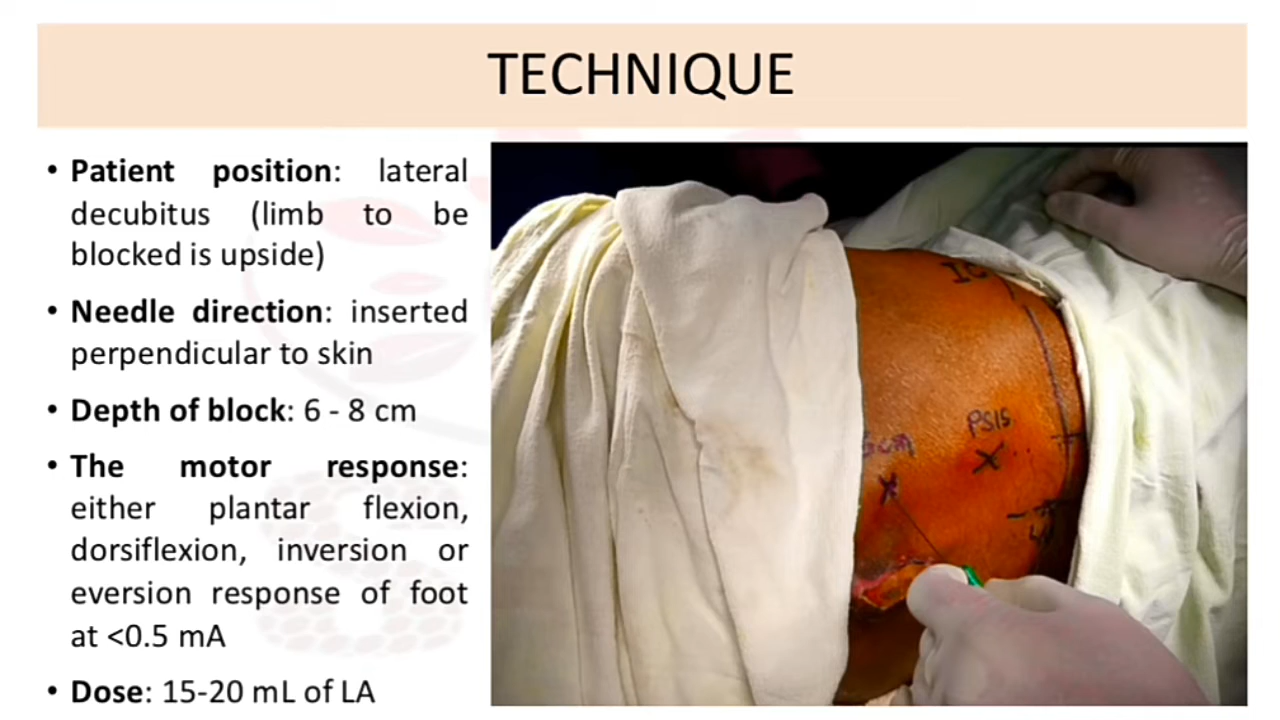 TECHNIQUE
• Patient position: lateral
decubitus (limb to be
blocked is upside)
• Needle direction: inserted
perpendicular to skin
• Depth of block: 6 - 8 cm
• The motor response:
either plantar flexion,
dorsiflexion, inversion or
eversion response of foot
at <0.5 mA
• Dose: 15-20 mL of LA
PSIS
cm